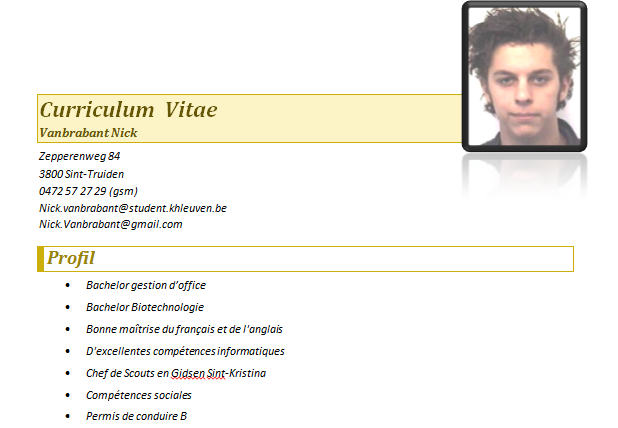 Curriculum Vitae
Vanbrabant Nick
Zepperenweg 84
3800 Sint-Truiden
0472 57 27 29 (gsm)
Nick.vanbrabant@student.khleuven.be
Nick.Vanbrabant@gmail.com
Profil
• Bachelor gestion d’office
• Bachelor Biotechnologie
• Bonne maîtrise du français et de l'anglais
• D'excellentes compétences informatiques
• Chef de Scouts en Gidsen Sint-Kristina
• Compétences sociales
• Permis de conduire B